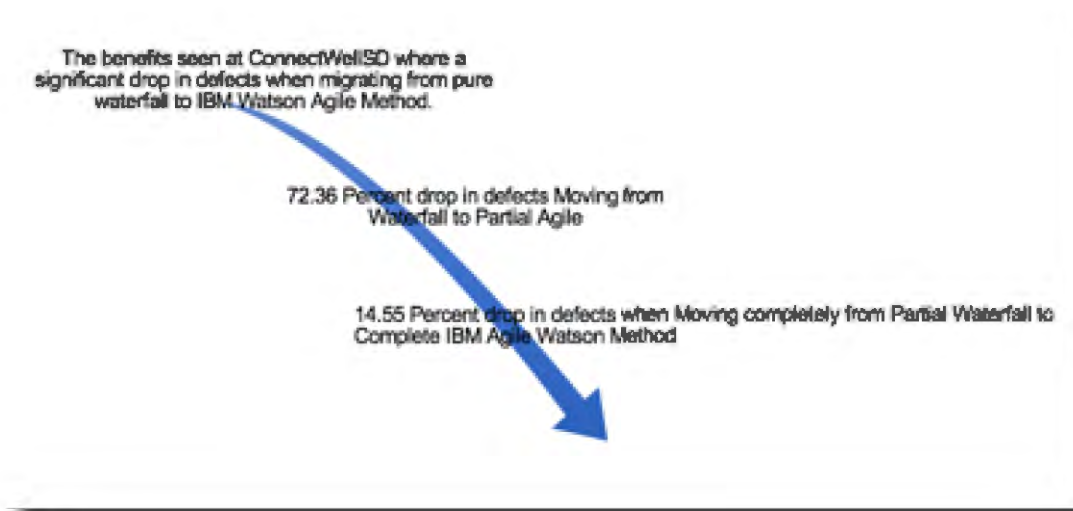 The benefits seen at ConnectWellSD where a
significant drop in defects when migrating from pure
waterfall to IBM Watson Agile Method.
72.36 Percent drop in defects Moving from
Waterfall to Partial Agile
14.55 Percent drop in defects when Moving completely from Partial Waterfall to
Complete IBM Agile Watson Method